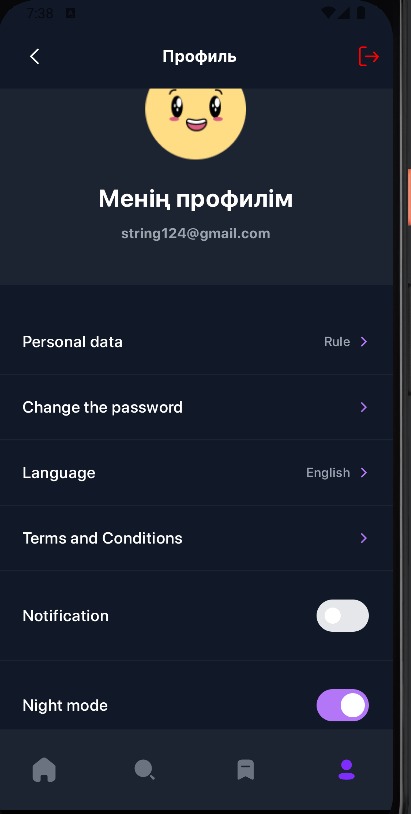 7:38
Профиль
Менің профилім
string124@gmail.com
Personal data Rule
Change the password
Language English
Terms and Conditions
Notification
Night mode